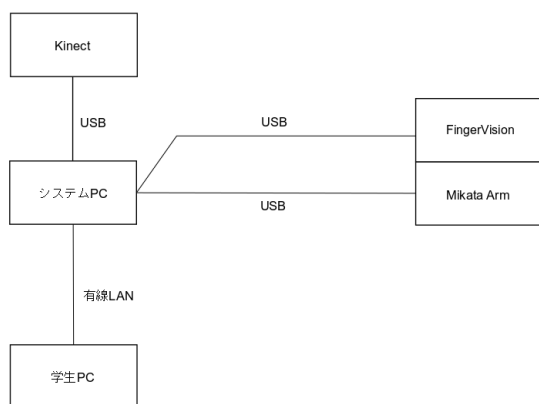 Kinect
USB
USB
FingerVision
システムPC
Mikata Arm
USB
有線LAN
学生PC